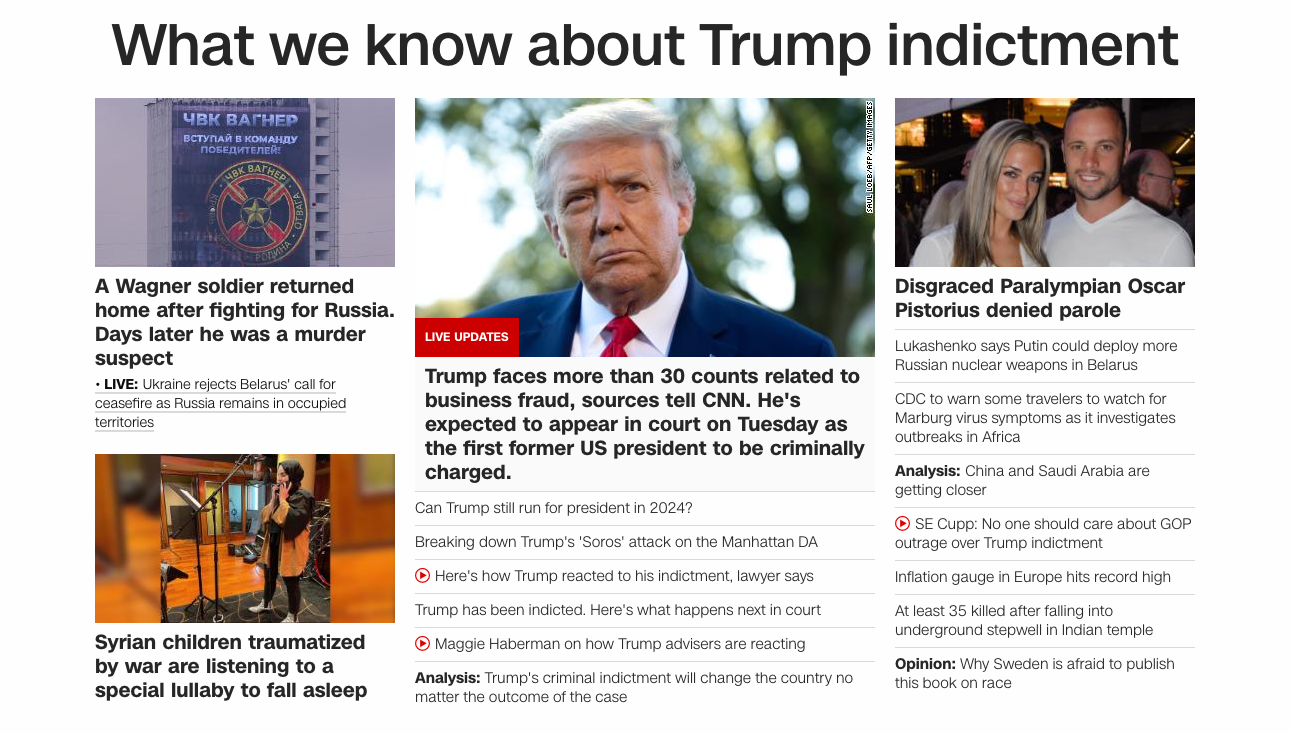 What we know about Trump indictment
ЧВК ВАГНЕР
ВСТУПАЙ В КОМАНДУ
ПОБЕДИТЕЛЕЙ!
ЧВК ВАГНЕР
ОТВАГА
РОДИНА
A Wagner soldier returned
home after fighting for Russia.
Days later he was a murder
suspect
• LIVE: Ukraine rejects Belarus' call for
ceasefire as Russia remains in occupied
territories
Syrian children traumatized
by war are listening to a
special lullaby to fall asleep
SAUL LOEB/AFP/GETTY IMAGES
LIVE UPDATES
Trump faces more than 30 counts related to
business fraud, sources tell CNN. He's
expected to appear in court on Tuesday as
the first former US president to be criminally
charged.
Can Trump still run for president in 2024?
Breaking down Trump's 'Soros' attack on the Manhattan DA
Here's how Trump reacted to his indictment, lawyer says
Trump has been indicted. Here's what happens next in court
Maggie Haberman on how Trump advisers are reacting
Analysis: Trump's criminal indictment will change the country no
matter the outcome of the case
Disgraced Paralympian Oscar
Pistorius denied parole
Lukashenko says Putin could deploy more
Russian nuclear weapons in Belarus
CDC to warn some travelers to watch for
Marburg virus symptoms as it investigates
outbreaks in Africa
Analysis: China and Saudi Arabia are
getting closer
SE Cupp: No one should care about GOP
outrage over Trump indictment
Inflation gauge in Europe hits record high
At least 35 killed after falling into
underground stepwell in Indian temple
Opinion: Why Sweden is afraid to publish
this book on race